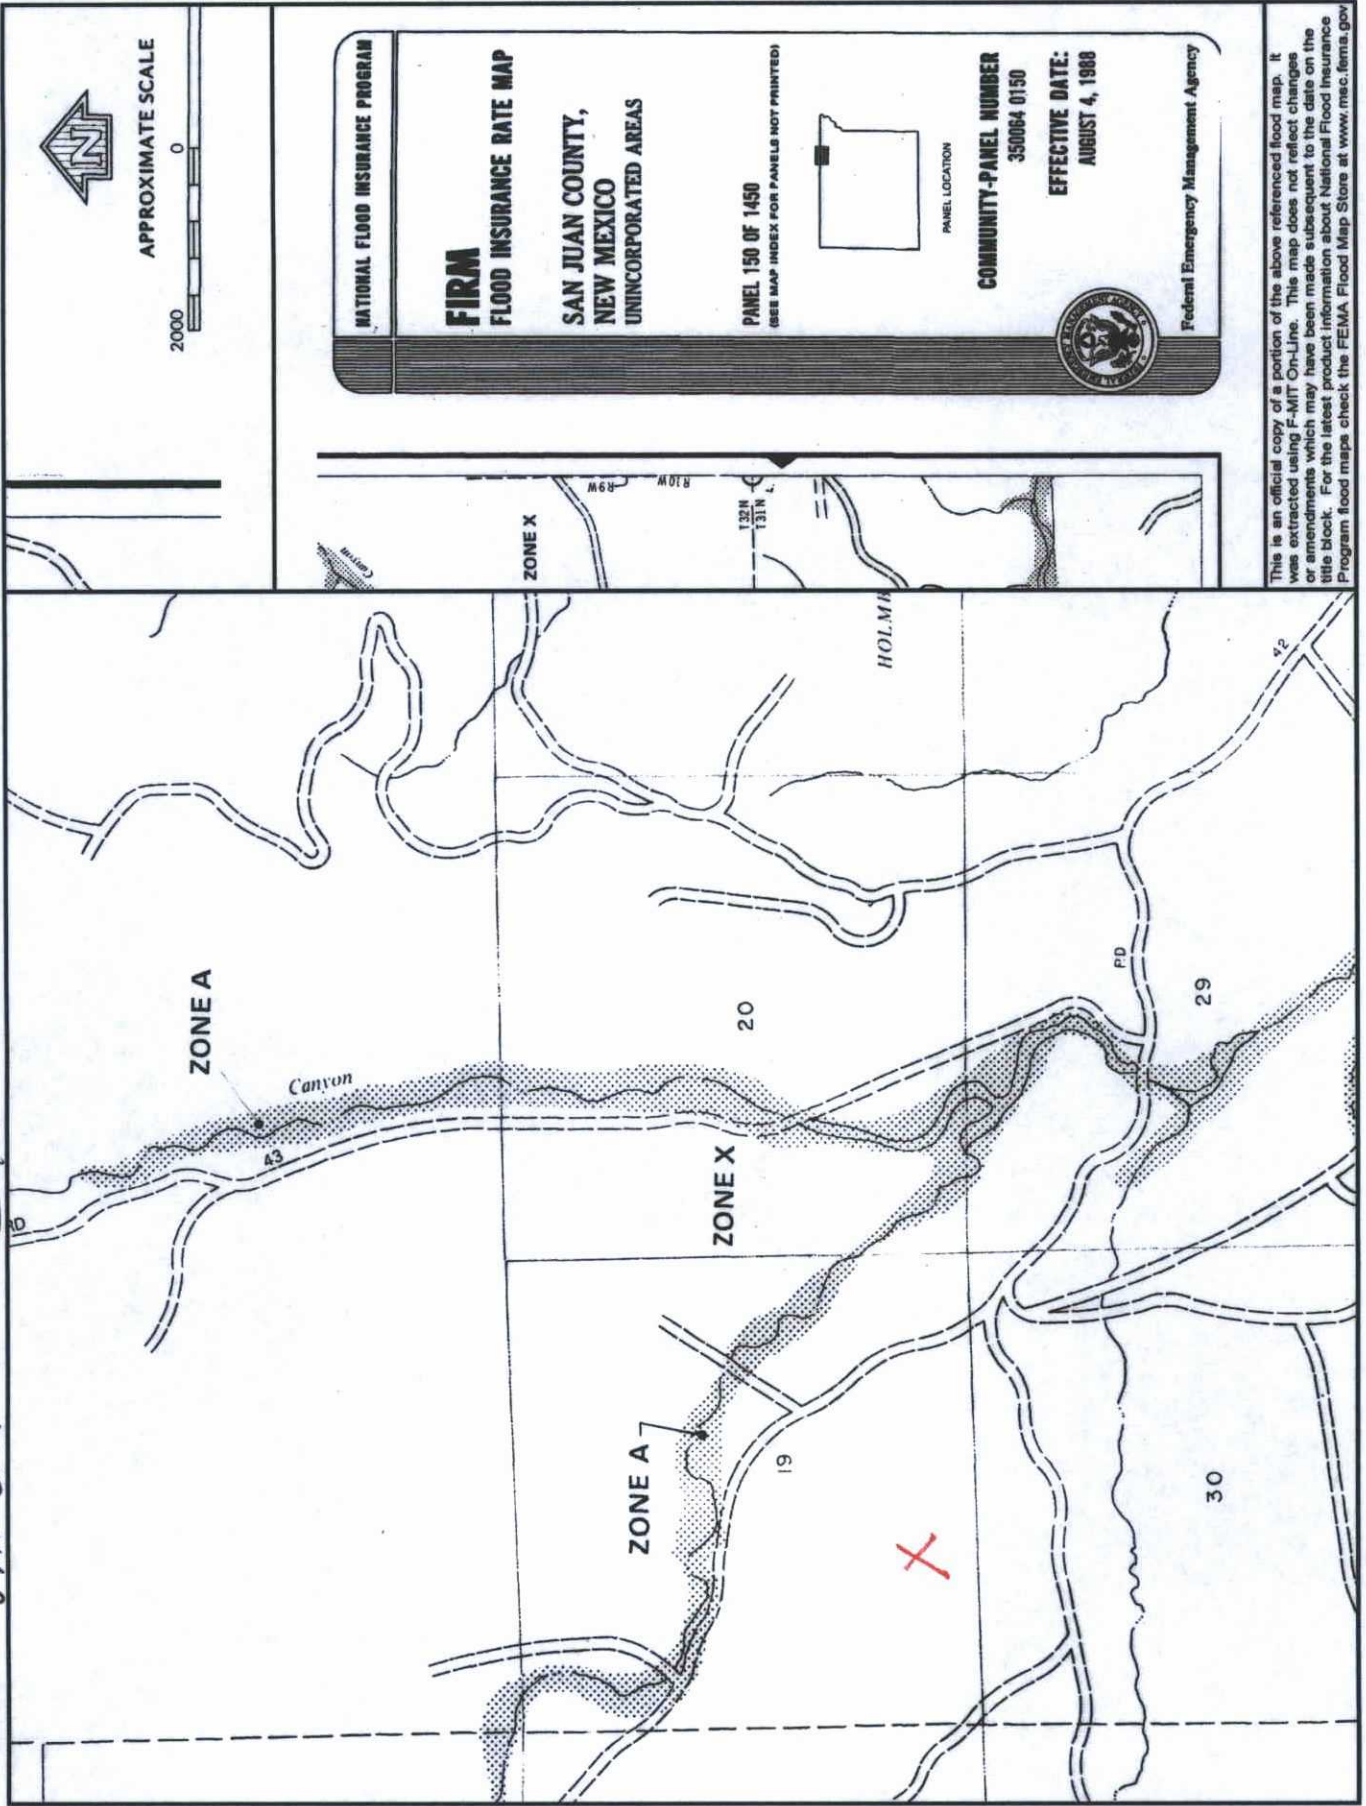 APPROXIMATE SCALE
2000 0
N
NATIONAL FLOOD INSURANCE PROGRAM
FIRM
FLOOD INSURANCE RATE MAP
SAN JUAN COUNTY,
NEW MEXICO
UNINCORPORATED AREAS
PANEL 150 OF 1450
(SEE MAP INDEX FOR PANELS NOT PRINTED)
PANEL LOCATION
COMMUNITY-PANEL NUMBER
350064 0150
EFFECTIVE DATE:
AUGUST 4, 1988
Federal Emergency Management Agency
This is an official copy of a portion of the above referenced flood map. It
was extracted using F-MIT On-Line. This map does not reflect changes
or amendments which may have been made subsequent to the date on the
title block. For the latest product information about National Flood Insurance
Program flood maps check the FEMA Flood Map Store at www.msc.fema.gov
Canyon
ZONE X
R9W
R10W
T32N
T31N
ZONE A
Canyon
43
RD
20
ZONE X
HOLME
42
RD
29
ZONE A
19
30